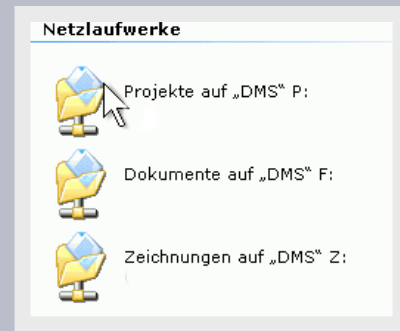 Netzlaufwerke
Projekte auf „DMS“ P:
Dokumente auf „DMS“ F:
Zeichnungen auf „DMS“ Z: